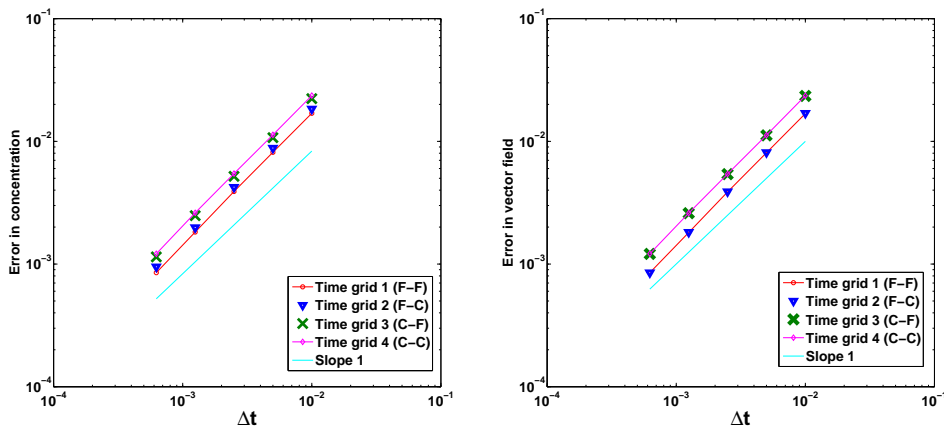 10^−1
10^−2
10^−3
10^−4
Error in concentration
10^−4
10^−3
10^−2
10^−1
Δt
Time grid 1 (F−F)
Time grid 2 (F−C)
Time grid 3 (C−F)
Time grid 4 (C−C)
Slope 1
10^−1
10^−2
10^−3
10^−4
Error in vector field
10^−4
10^−3
10^−2
10^−1
Δt
Time grid 1 (F−F)
Time grid 2 (F−C)
Time grid 3 (C−F)
Time grid 4 (C−C)
Slope 1